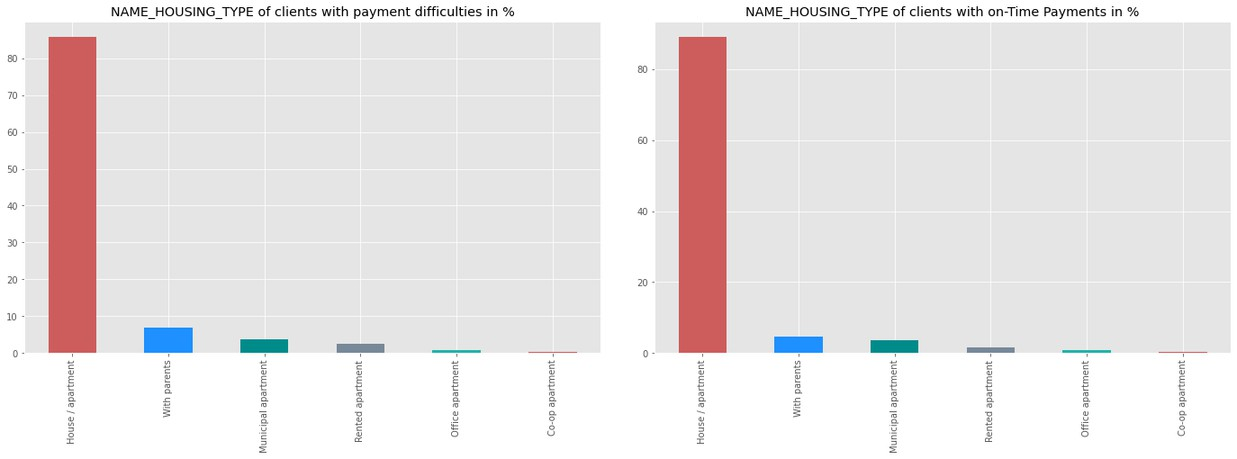 NAME_HOUSING_TYPE of clients with payment difficulties in %
80
70
60
50
40
30
20
10
0
House / apartment
With parents
Municipal apartment
Rented apartment
Office apartment
Co-op apartment
NAME_HOUSING_TYPE of clients with on-Time Payments in %
80
60
40
20
0
House / apartment
With parents
Municipal apartment
Rented apartment
Office apartment
Co-op apartment